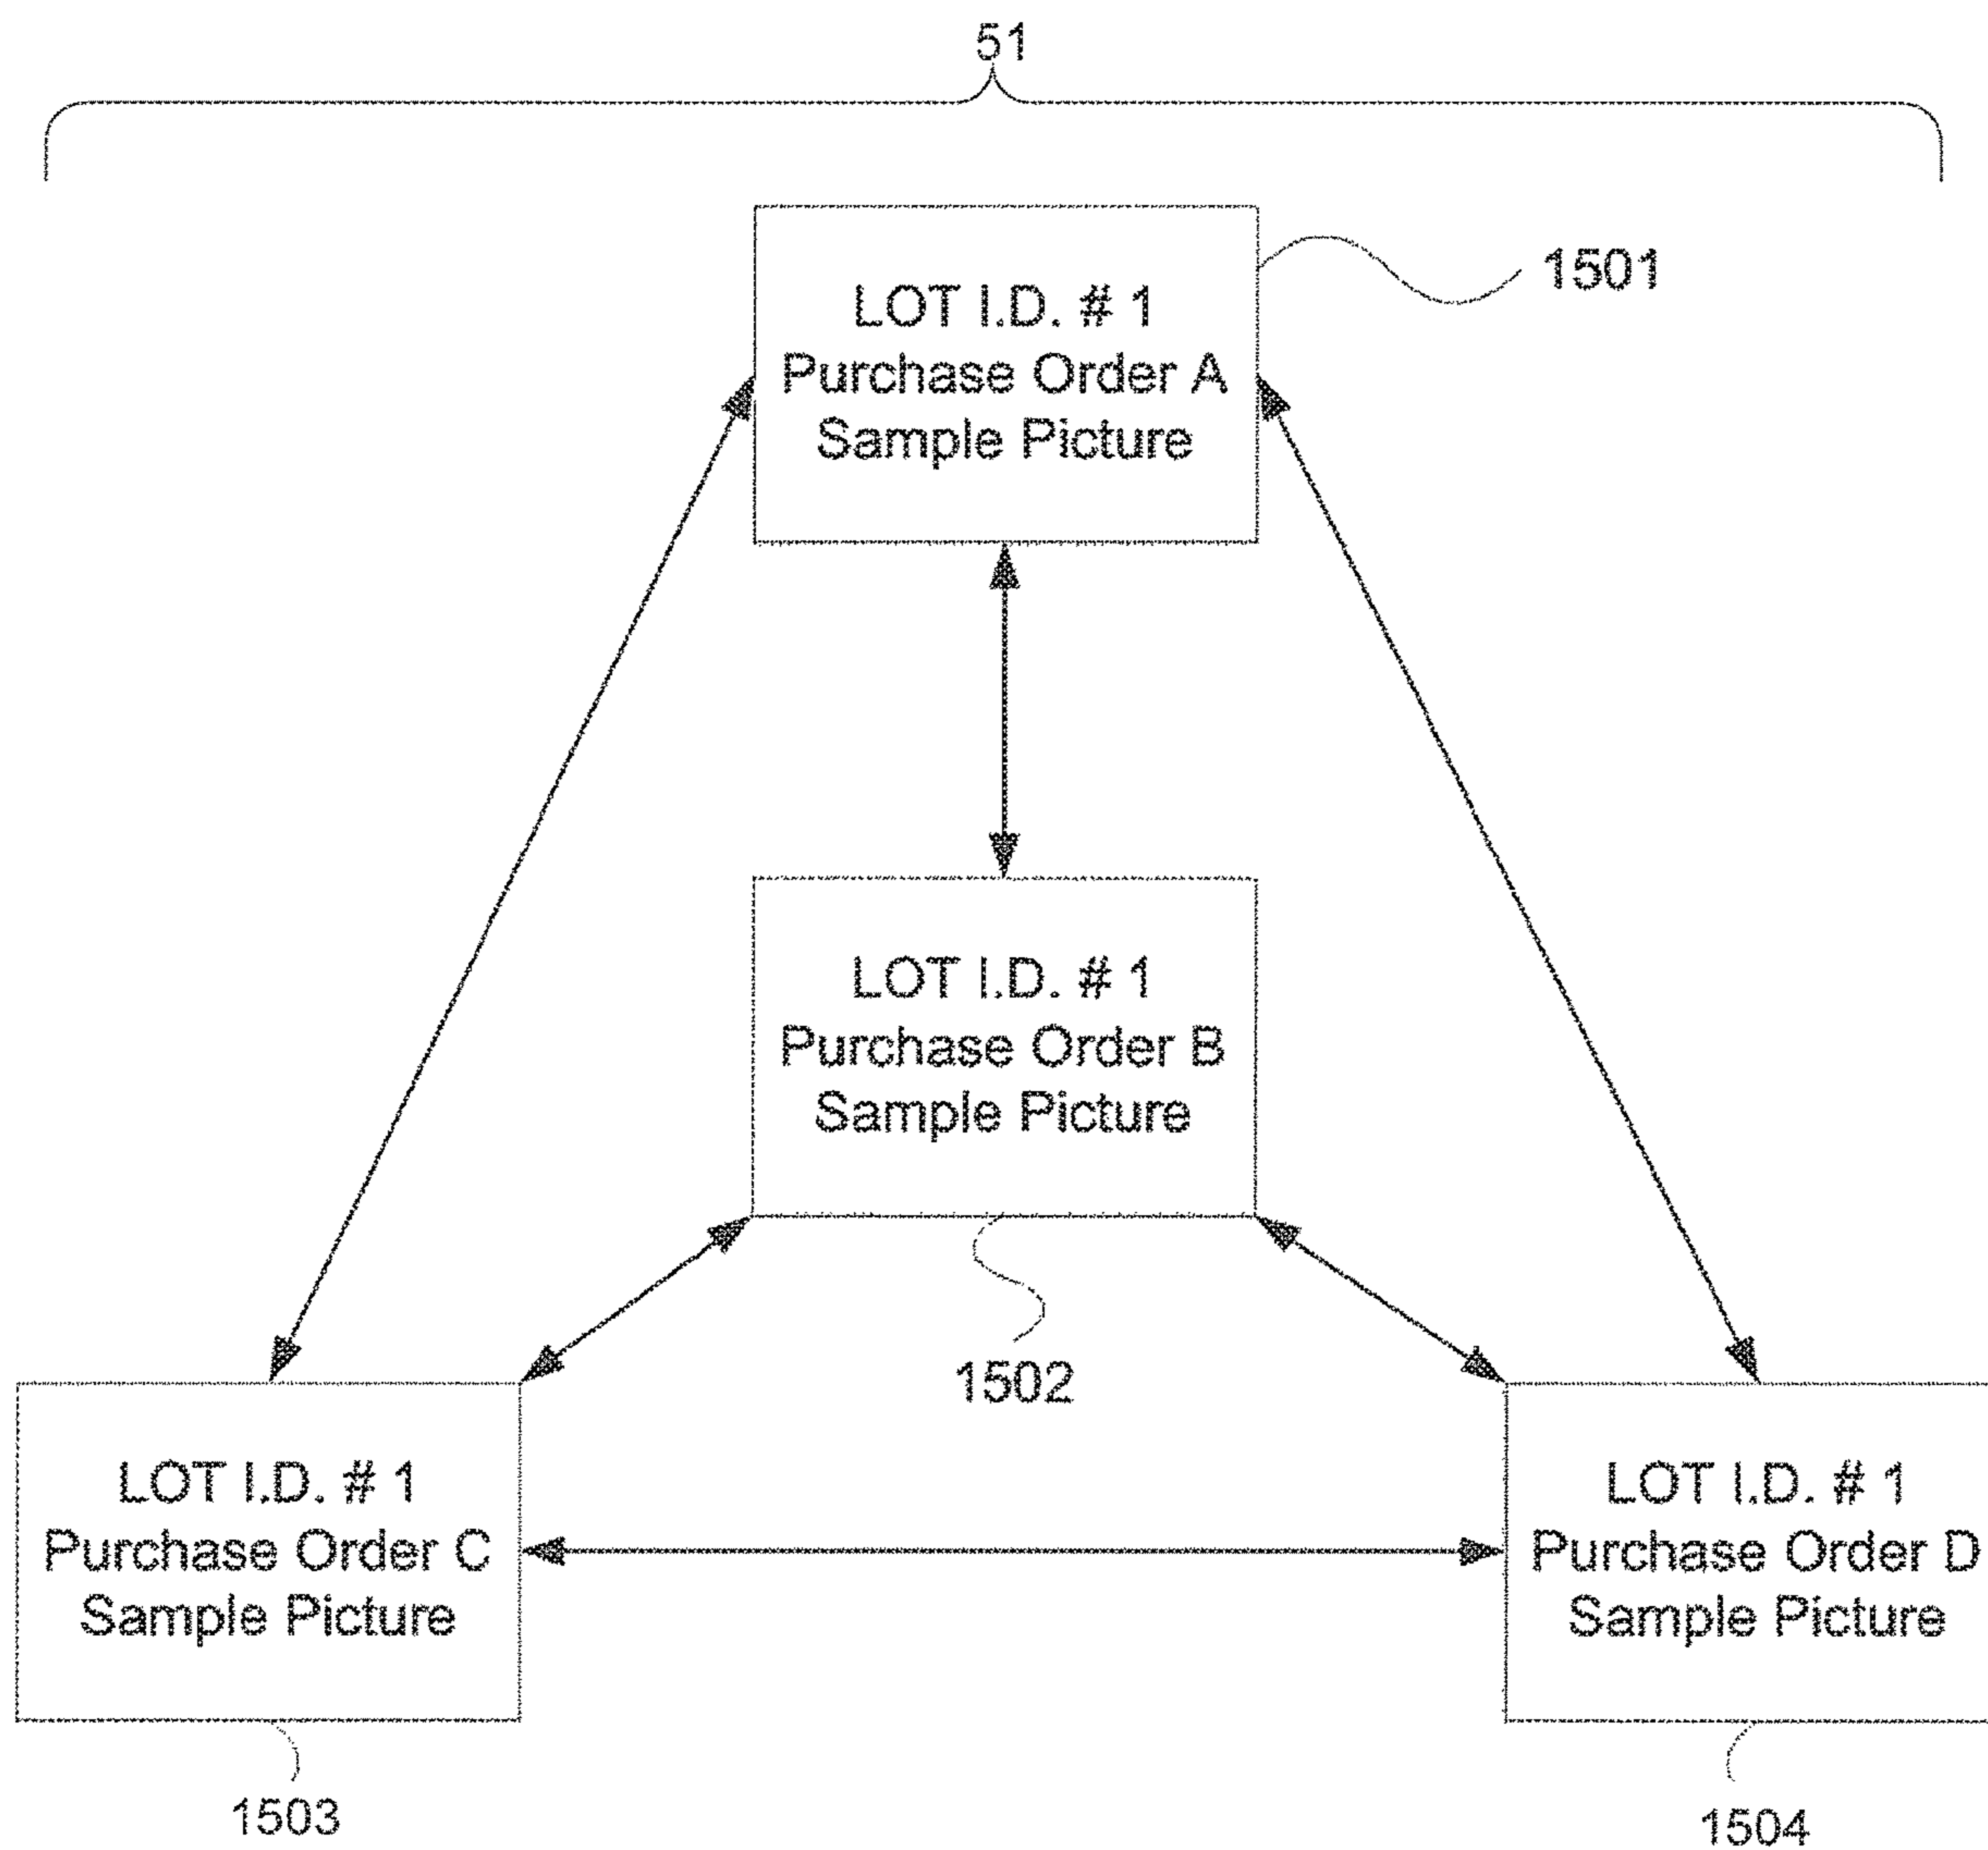 51
LOT I.D. # 1
Purchase Order A
Sample Picture
1501
LOT I.D. # 1
Purchase Order B
Sample Picture
1502
LOT I.D. # 1
Purchase Order C
Sample Picture
1503
LOT I.D. # 1
Purchase Order D
Sample Picture
1504